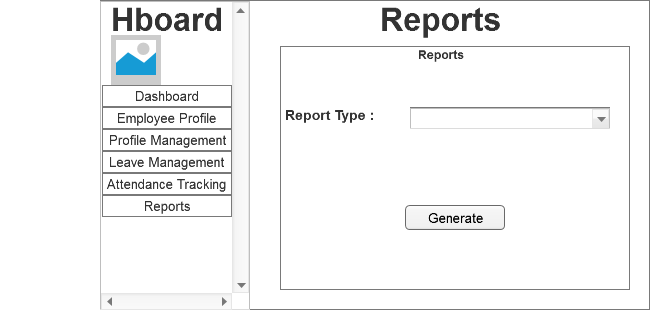 Hboard
Dashboard
Employee Profile
Profile Management
Leave Management
Attendance Tracking
Reports
Reports
Reports
Report Type :
Generate